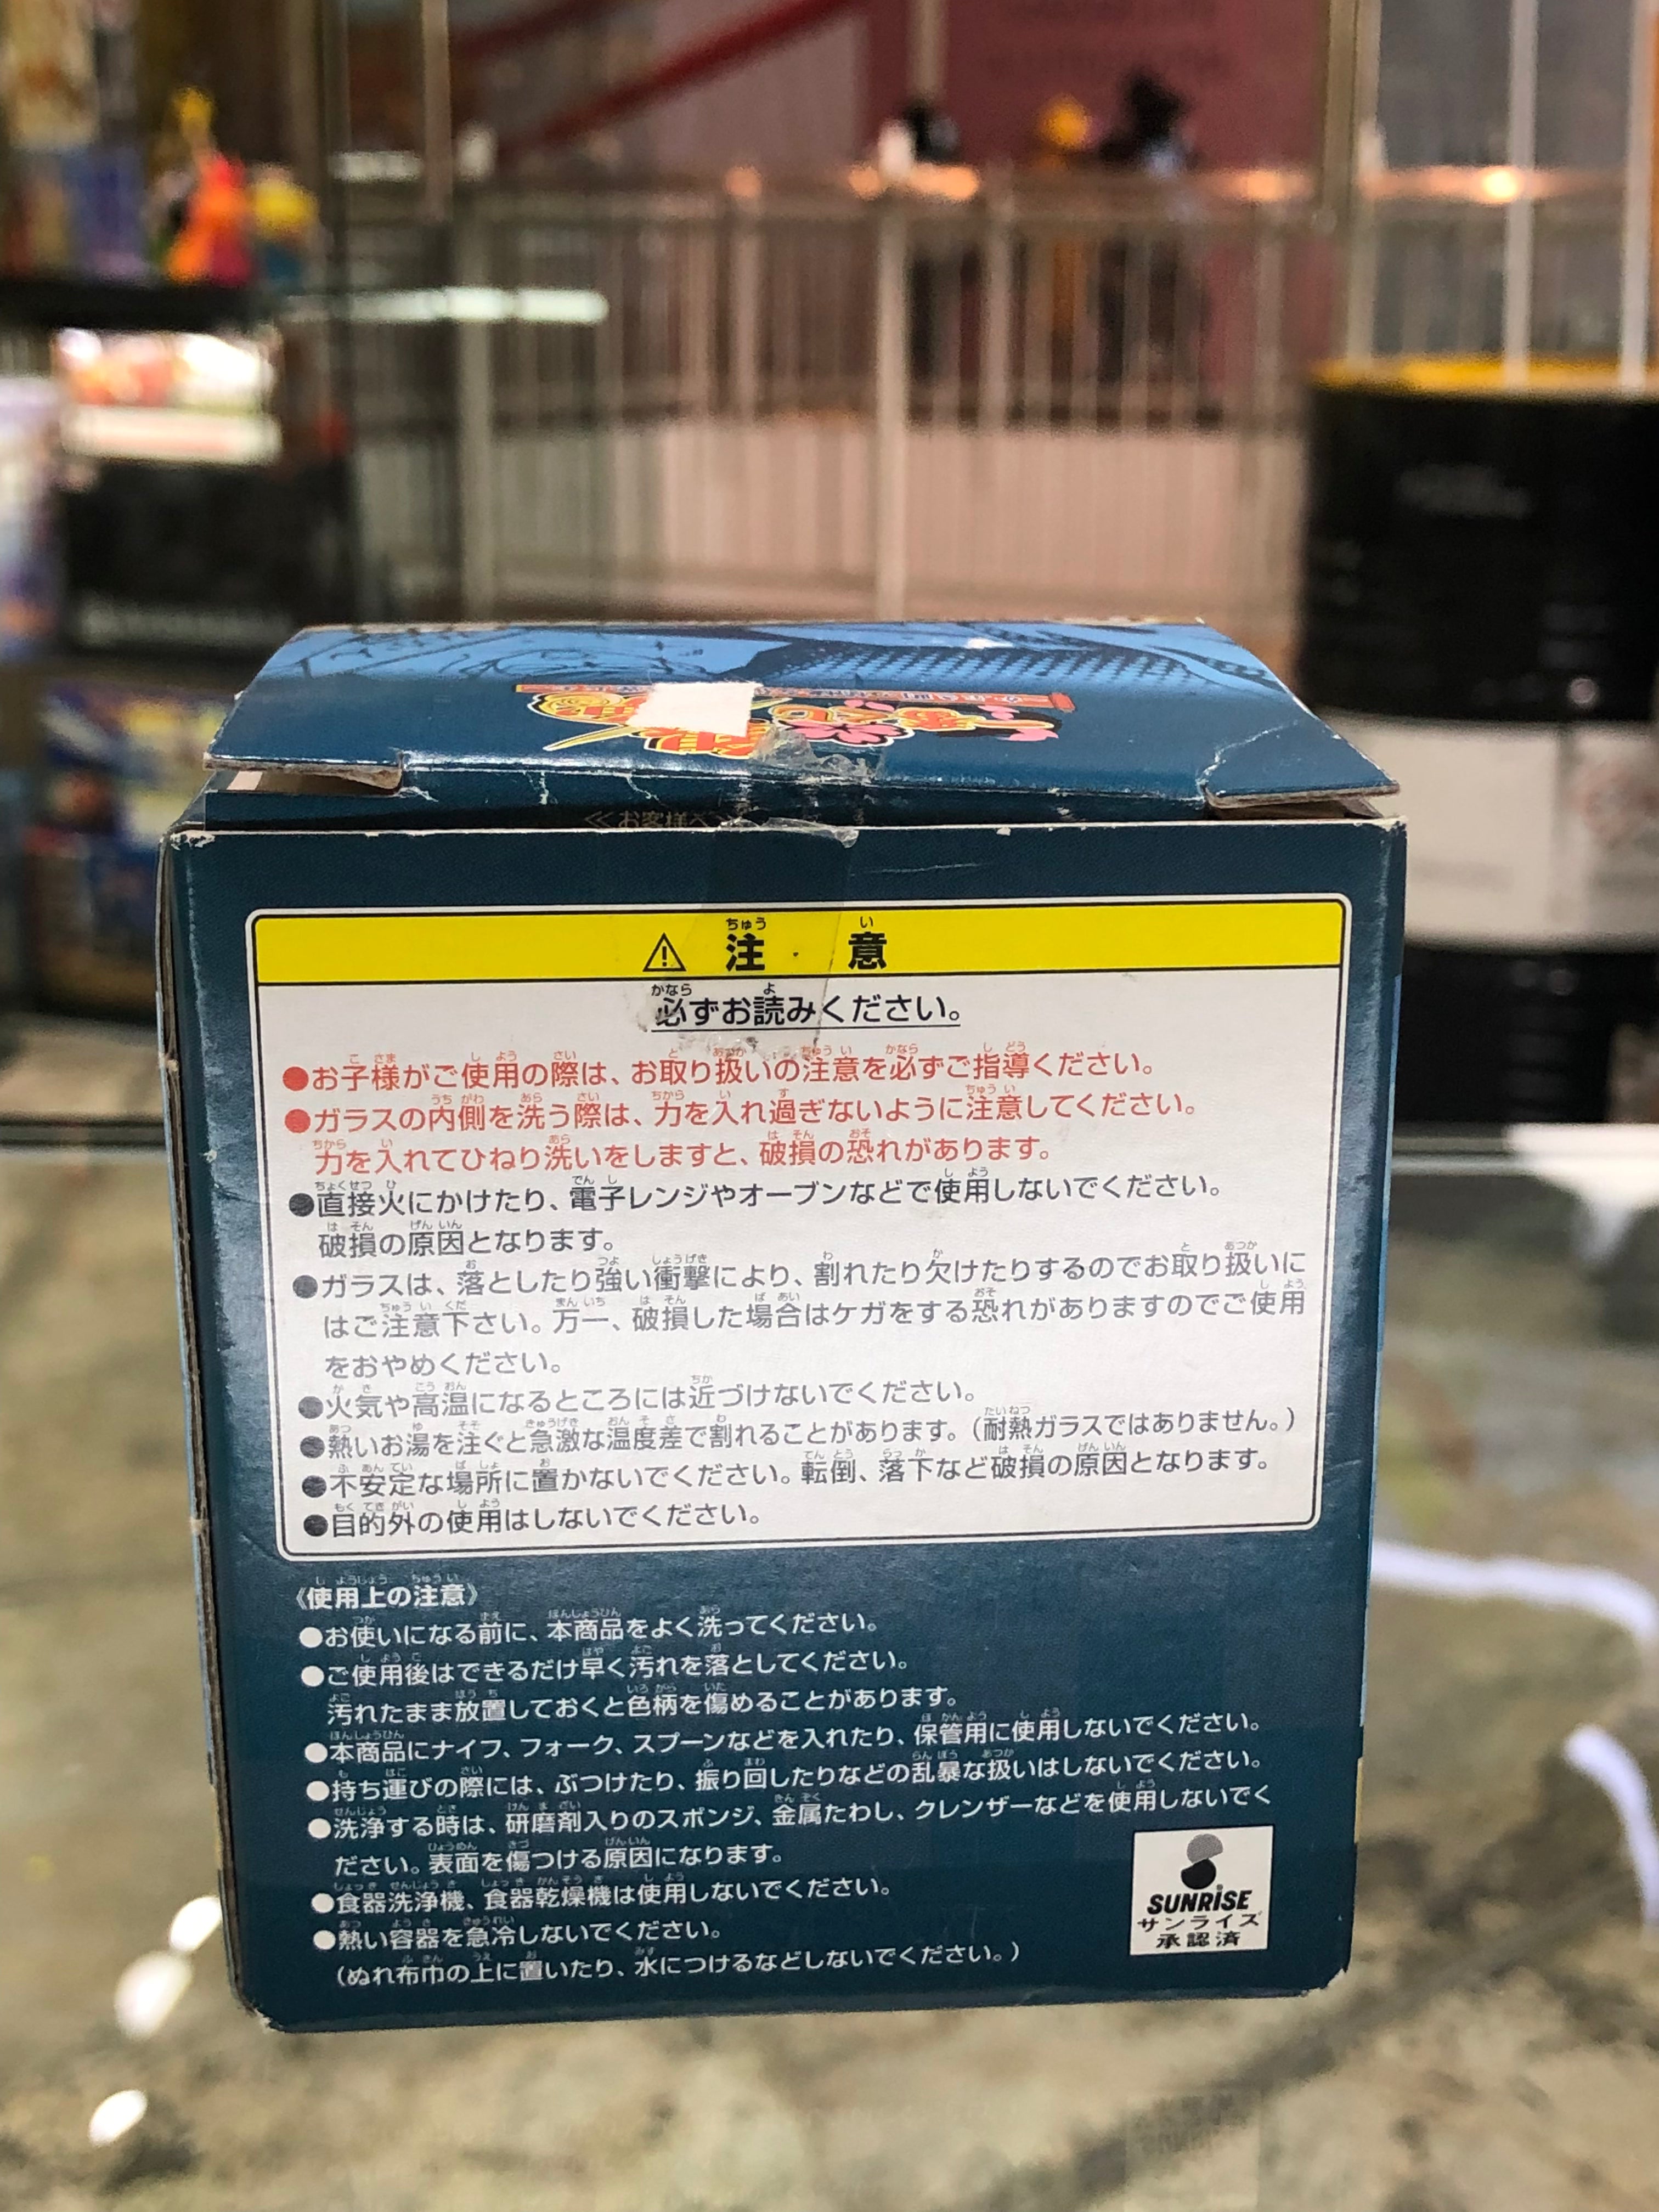 ≪お客様へ≫
注意
必ずお読みください。
●お子様がご使用の際は、お取り扱いの注意を必ずご指導ください。
●ガラスの内側を洗う際は、力を入れ過ぎないように注意してください。
力を入れてひねり洗いをしますと、破損の恐れがあります。
●直接火にかけたり、電子レンジやオーブンなどで使用しないでください。
破損の原因となります。
●ガラスは、落としたり強い衝撃により、割れたり欠けたりするのでお取り扱いに
はご注意下さい。万一、破損した場合はケガをする恐れがありますのでご使用
をおやめください。
●火気や高温になるところには近づけないでください。
●熱いお湯を注ぐと急激な温度差で割れることがあります。(耐熱ガラスではありません。)
●不安定な場所に置かないでください。転倒、落下など破損の原因となります。
●目的外の使用はしないでください。
《使用上の注意》
●お使いになる前に、本商品をよく洗ってください。
●ご使用後はできるだけ早く汚れを落としてください。
汚れたまま放置しておくと色柄を傷めることがあります。
●本商品にナイフ、フォーク、スプーンなどを入れたり、保管用に使用しないでください。
●持ち運びの際には、ぶつけたり、振り回したりなどの乱暴な扱いはしないでください。
●洗浄する時は、研磨剤入りのスポンジ、金属たわし、クレンザーなどを使用しないでく
ださい。表面を傷つける原因になります。
●食器洗浄機、食器乾燥機は使用しないでください。
●熱い容器を急冷しないでください。
(ぬれ布巾の上に置いたり、水につけるなどしないでください。)
SUNRISE
サンライズ
承認済